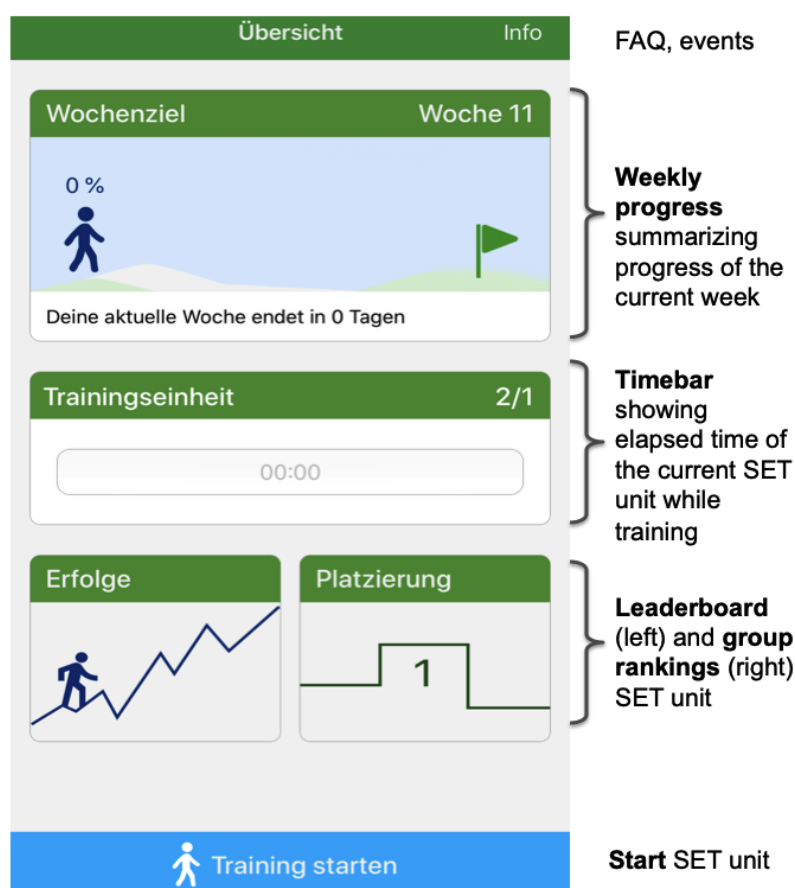 Übersicht Info
FAQ, events
Wochenziel Woche 11
0 %
Deine aktuelle Woche endet in 0 Tagen
Weekly
progress
summarizing
progress of the
current week
Trainingseinheit 2/1
00:00
Timebar
showing
elapsed time of
the current SET
unit while
training
Erfolge
Platzierung
1
Leaderboard
(left) and group
rankings (right)
SET unit
Training starten
Start SET unit